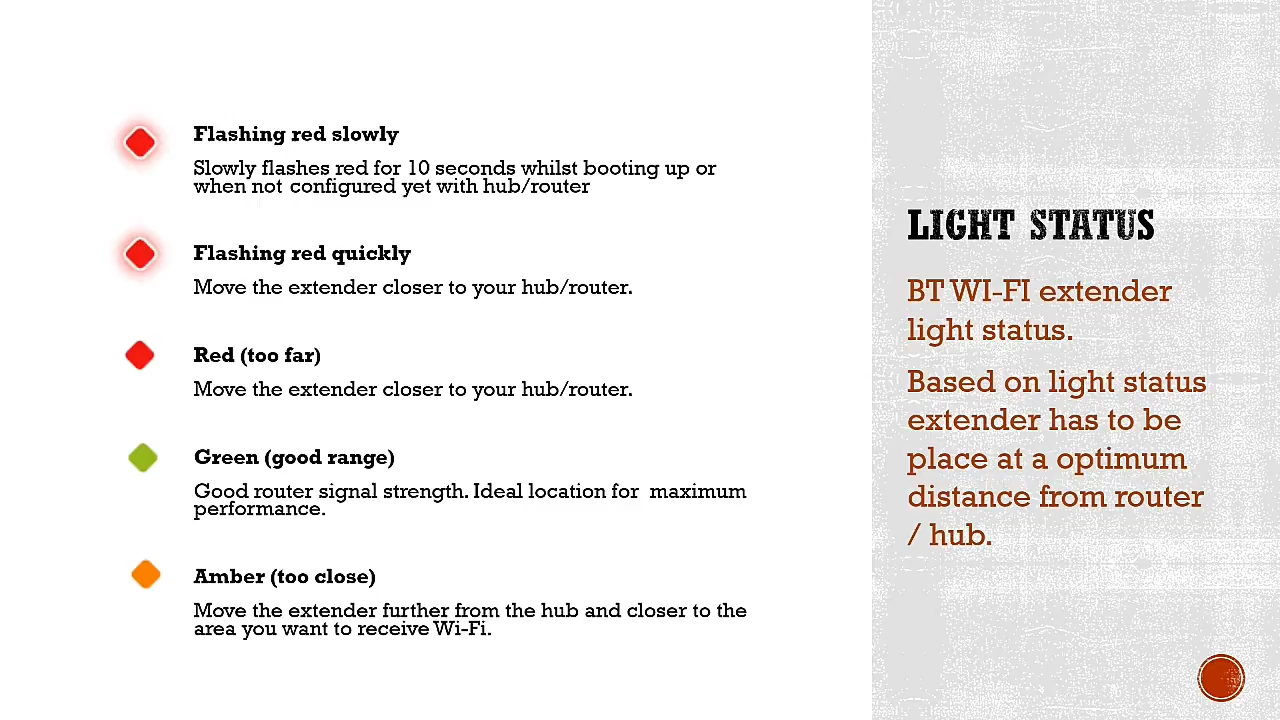 Flashing red slowly
Slowly flashes red for 10 seconds whilst booting up or
when not configured yet with hub/router
Flashing red quickly
Move the extender closer to your hub/router.
Red (too far)
Move the extender closer to your hub/router.
Green (good range)
Good router signal strength. Ideal location for  maximum
performance.
Amber (too close)
Move the extender further from the hub and closer to the
area you want to receive Wi-Fi.
LIGHT STATUS
BT WI-FI extender
light status.
Based on light status
extender has to be
place at a optimum
distance from router
/ hub.